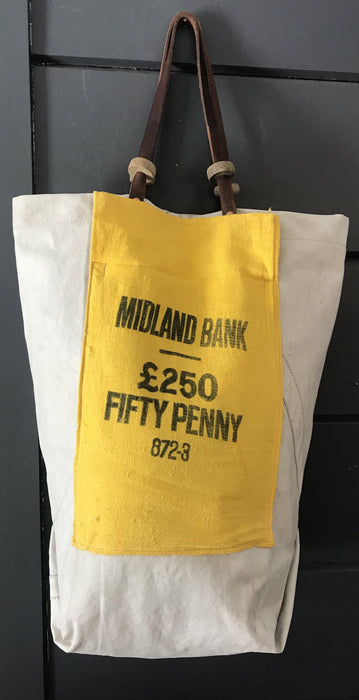 MIDLAND BANK
£250
FIFTY PENNY
872-3